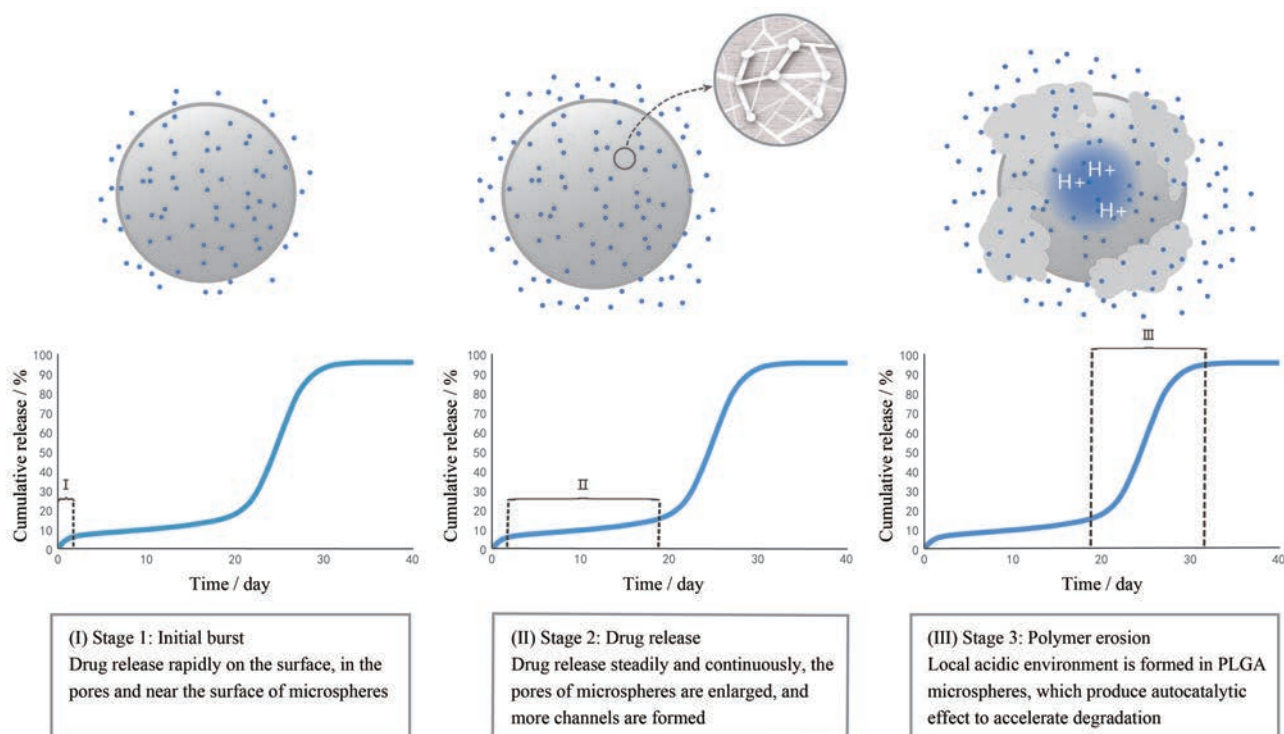 H+
H+
H+
Cumulative release / %
100
90
80
70
60
50
40
30
20
10
0
I
0
10
20
30
40
Time / day
Cumulative release / %
100
90
80
70
60
50
40
30
20
10
0
II
0
10
20
30
40
Time / day
Cumulative release / %
100
90
80
70
60
50
40
30
20
10
0
III
0
10
20
30
40
Time / day
(I) Stage 1: Initial burst
Drug release rapidly on the surface, in the
pores and near the surface of microspheres
(II) Stage 2: Drug release
Drug release steadily and continuously, the
pores of microspheres are enlarged, and
more channels are formed
(III) Stage 3: Polymer erosion
Local acidic environment is formed in PLGA
microspheres, which produce autocatalytic
effect to accelerate degradation